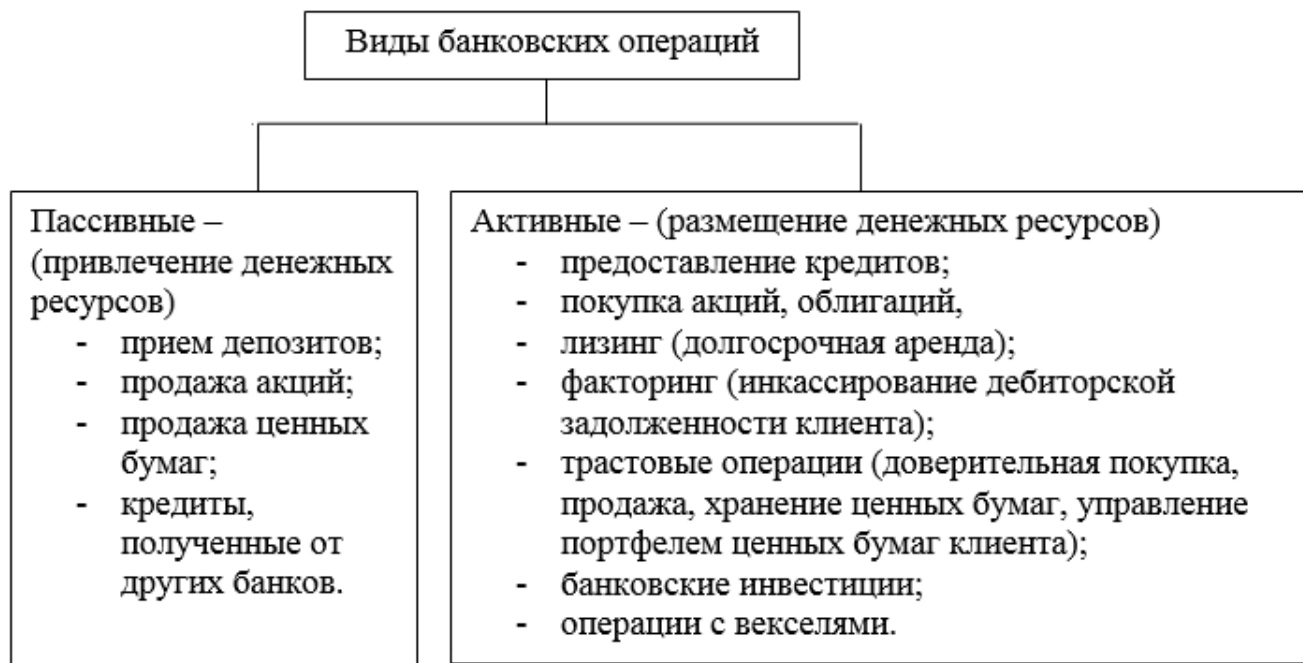 Виды банковских операций
Пассивные –
(привлечение денежных
ресурсов)
- прием депозитов;
- продажа акций;
- продажа ценных
бумаг;
- кредиты,
полученные от
других банков.
Активные – (размещение денежных ресурсов)
- предоставление кредитов;
- покупка акций, облигаций,
- лизинг (долгосрочная аренда);
- факторинг (инкассирование дебиторской
задолженности клиента);
- трастовые операции (доверительная покупка,
продажа, хранение ценных бумаг, управление
портфелем ценных бумаг клиента);
- банковские инвестиции;
- операции с векселями.